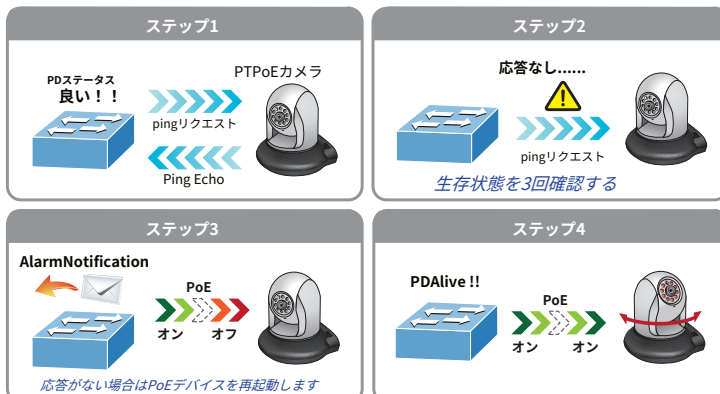 ステップ1
PDステータス
良い！！
PTPoEカメラ
pingリクエスト
Ping Echo
ステップ2
応答なし......
pingリクエスト
生存状態を3回確認する
ステップ3
AlarmNotification
PoE
オン オフ
応答がない場合はPoEデバイスを再起動します
ステップ4
PDAlive !!
PoE
オン オン